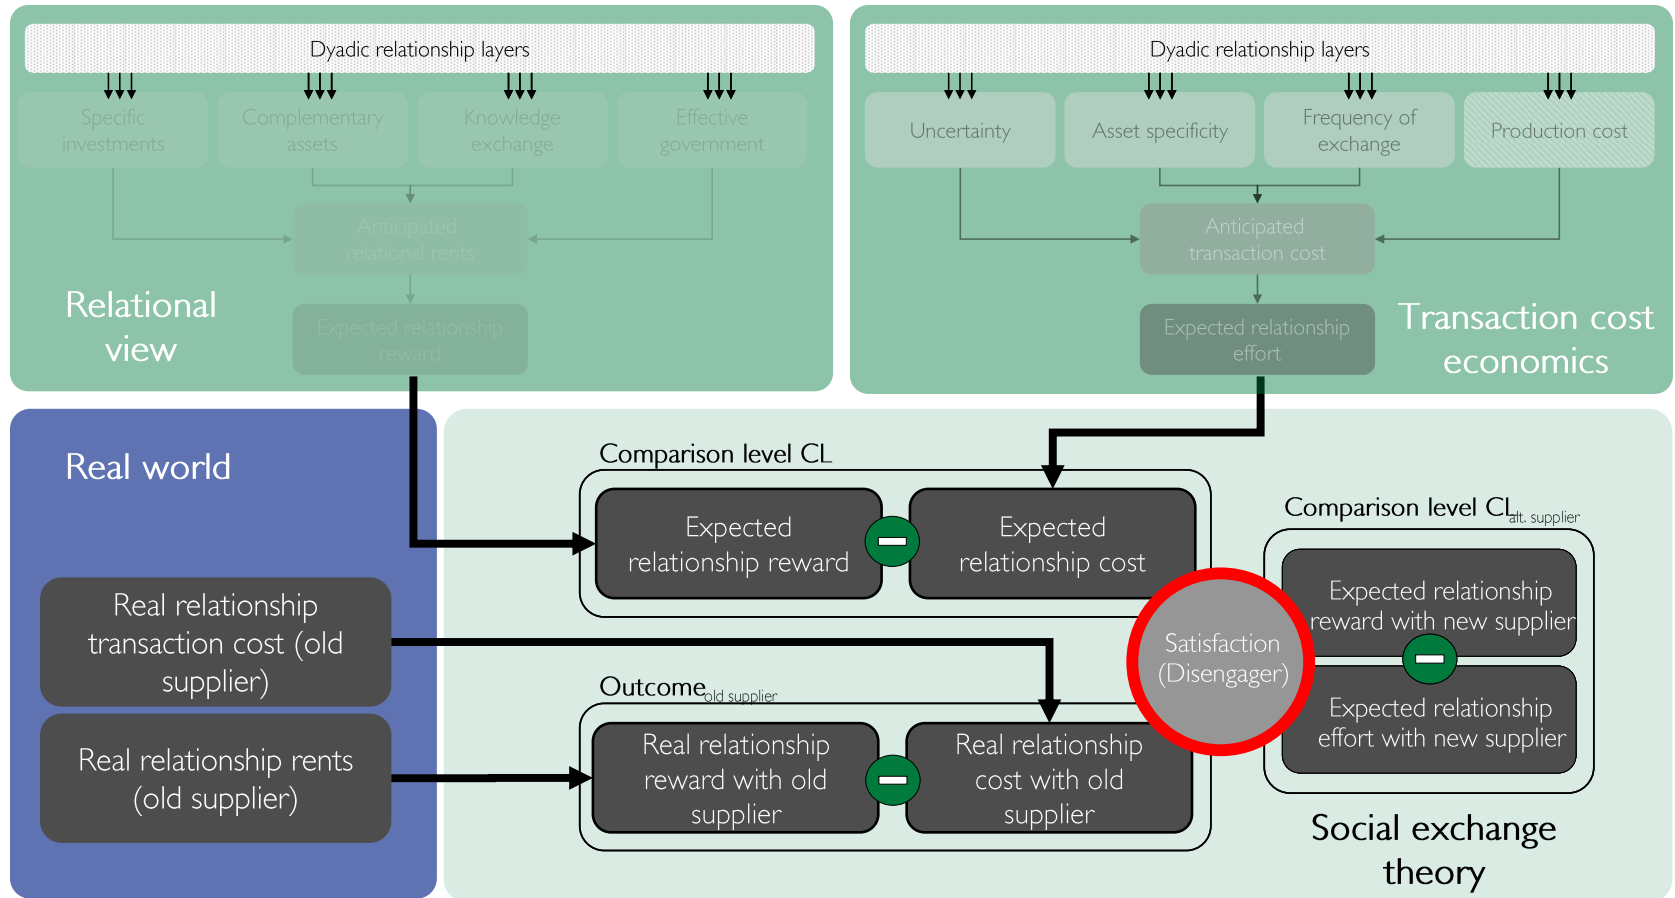 Dyadic relationship layers
Specific
investments
Complementary
assets
Knowledge
exchange
Effective
government
Anticipated
relational rents
Expected relationship
reward
Relational
view
Dyadic relationship layers
Uncertainty
Asset specificity
Frequency of
exchange
Production cost
Anticipated
transaction cost
Expected relationship
effort
Transaction cost
economics
Real world
Real relationship
transaction cost (old
supplier)
Real relationship rents
(old supplier)
Comparison level CL
Expected
relationship reward
Expected
relationship cost
Outcome old supplier
Real relationship
reward with old
supplier
Real relationship
cost with old
supplier
Satisfaction
(Disengager)
Comparison level CL alt. supplier
Expected relationship
reward with new supplier
Expected relationship
effort with new supplier
Social exchange
theory